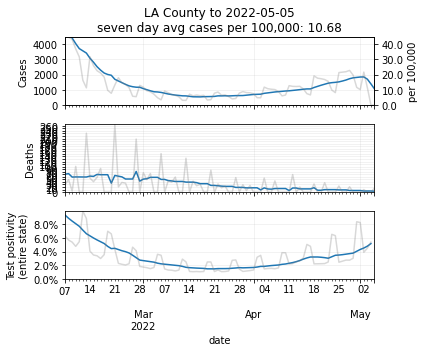 LA County to 2022-05-05
seven day avg cases per 100,000: 10.68
4000
3000
2000
1000
0
Cases
40.0
30.0
20.0
10.0
0.0
per 100,000
260
Deaths
0
8.0%
6.0%
4.0%
2.0%
0.0%
Test positivity
(entire state)
07 14 21 28 07 14 21 28 04 11 18 25 02
Mar Apr May
2022
date